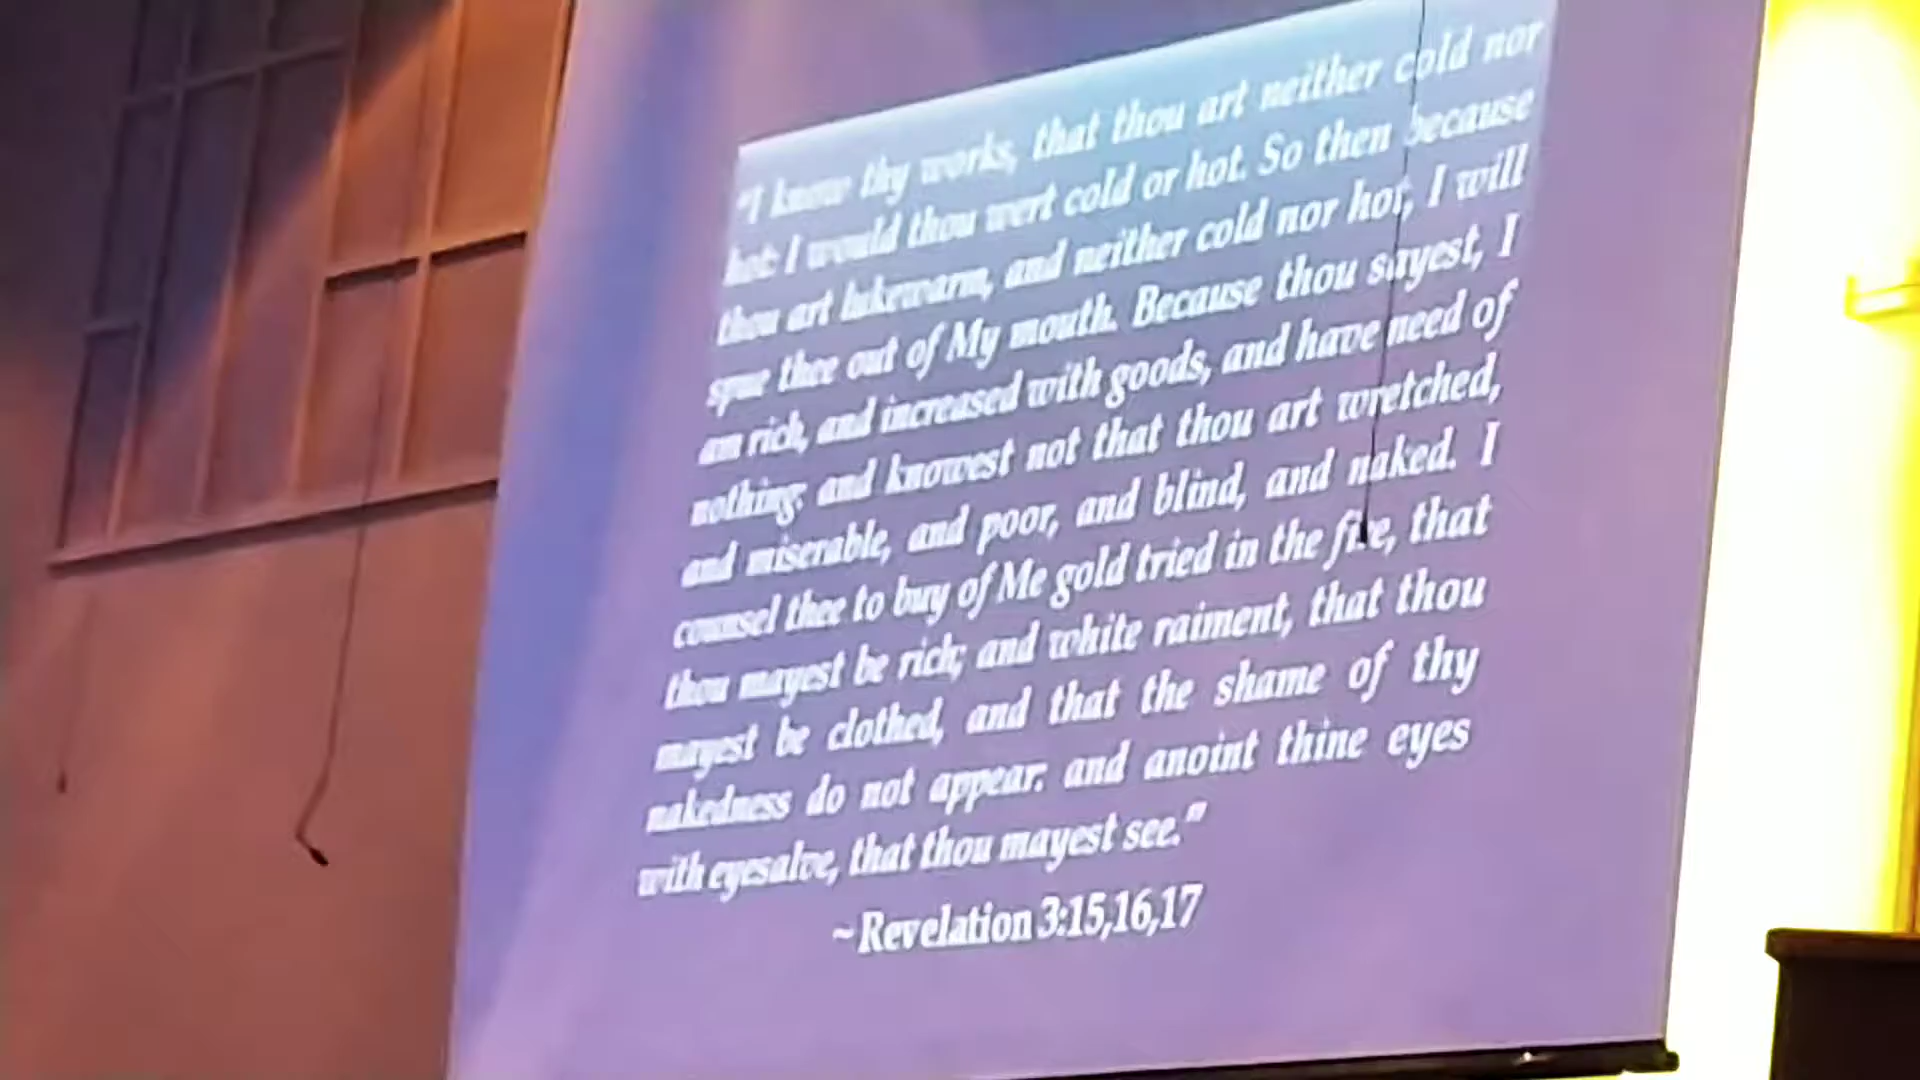 "I know thy works, that thou art neither cold nor
hot: I would thou wert cold or hot. So then because
thou art lukewarm, and neither cold nor hot, I will
spue thee out of My mouth. Because thou sayest, I
am rich, and increased with goods, and have need of
nothing; and knowest not that thou art wretched,
and miserable, and poor, and blind, and naked. I
counsel thee to buy of Me gold tried in the fire, that
thou mayest be rich; and white raiment, that thou
mayest be clothed, and that the shame of thy
nakedness do not appear: and anoint thine eyes
with eyesalve, that thou mayest see."
~Revelation 3:15,16,17